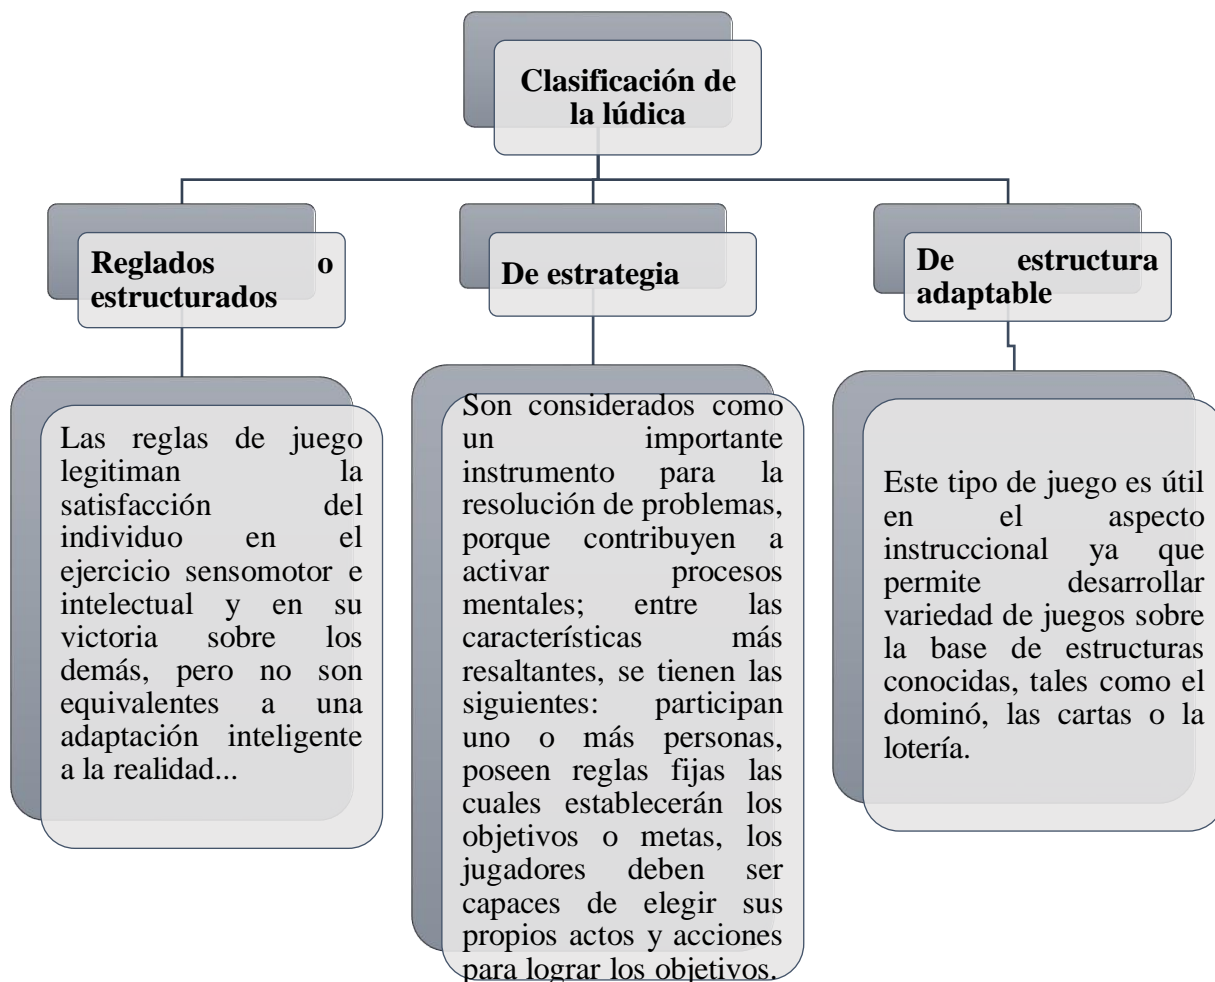 Clasificación de
la lúdica
Reglados o
estructurados
De estrategia
De estructura
adaptable
Las reglas de juego
legitiman la
satisfacción del
individuo en el
ejercicio sensomotor e
intelectual y en su
victoria sobre los
demás, pero no son
equivalentes a una
adaptación inteligente
a la realidad...
Son considerados como
un importante
instrumento para la
resolución de problemas,
porque contribuyen a
activar procesos
mentales; entre las
características más
resaltantes, se tienen las
siguientes: participan
uno o más personas,
poseen reglas fijas las
cuales establecerán los
objetivos o metas, los
jugadores deben ser
capaces de elegir sus
propios actos y acciones
para lograr los objetivos.
Este tipo de juego es útil
en el aspecto
instruccional ya que
permite desarrollar
variedad de juegos sobre
la base de estructuras
conocidas, tales como el
dominó, las cartas o la
lotería.